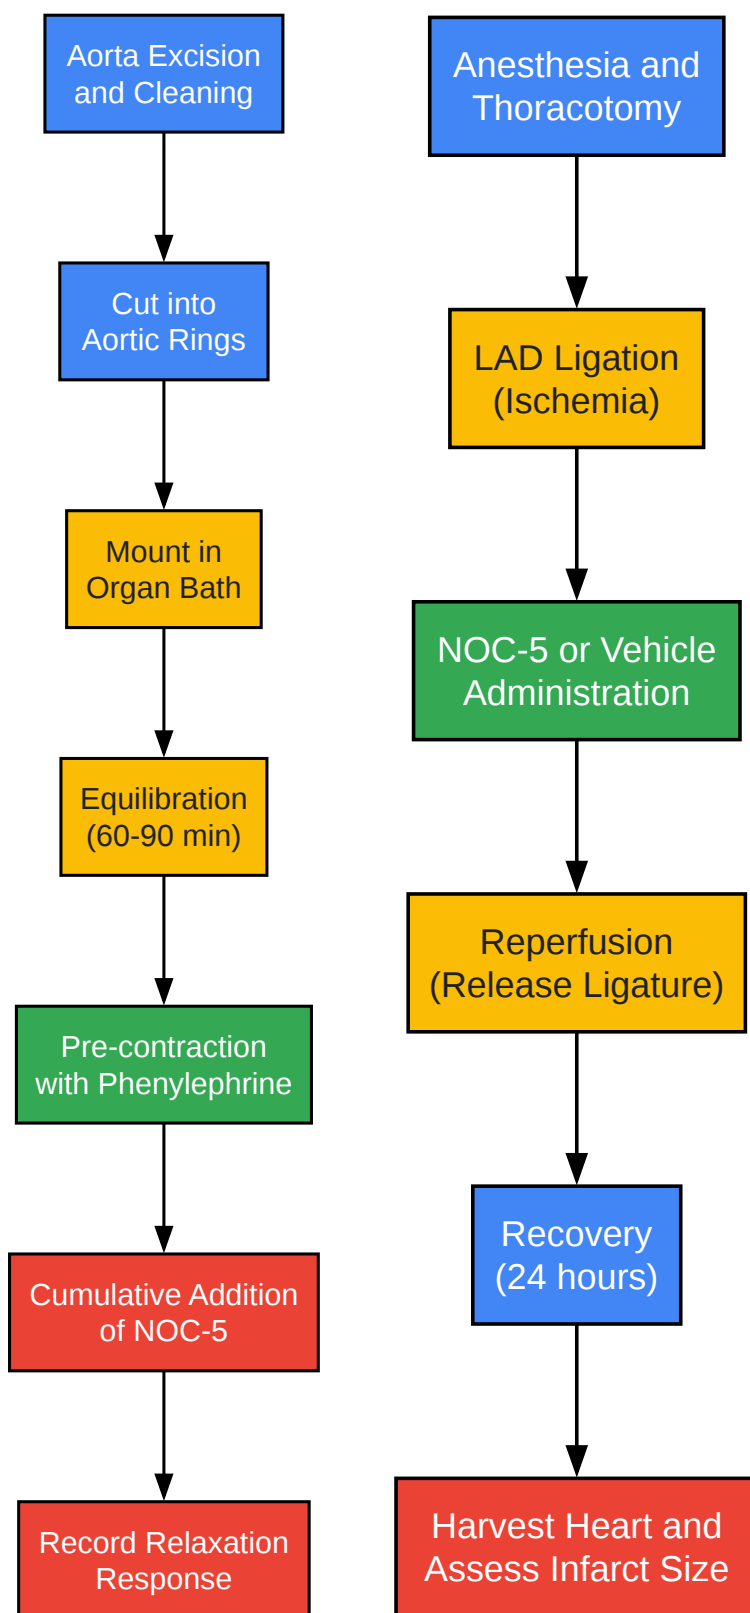 Aorta Excision
and Cleaning
Cut into
Aortic Rings
Mount in
Organ Bath
Equilibration
(60-90 min)
Pre-contraction
with Phenylephrine
Cumulative Addition
of NOC-5
Record Relaxation
Response
Anesthesia and
Thoracotomy
LAD Ligation
(Ischemia)
NOC-5 or Vehicle
Administration
Reperfusion
(Release Ligature)
Recovery
(24 hours)
Harvest Heart and
Assess Infarct Size